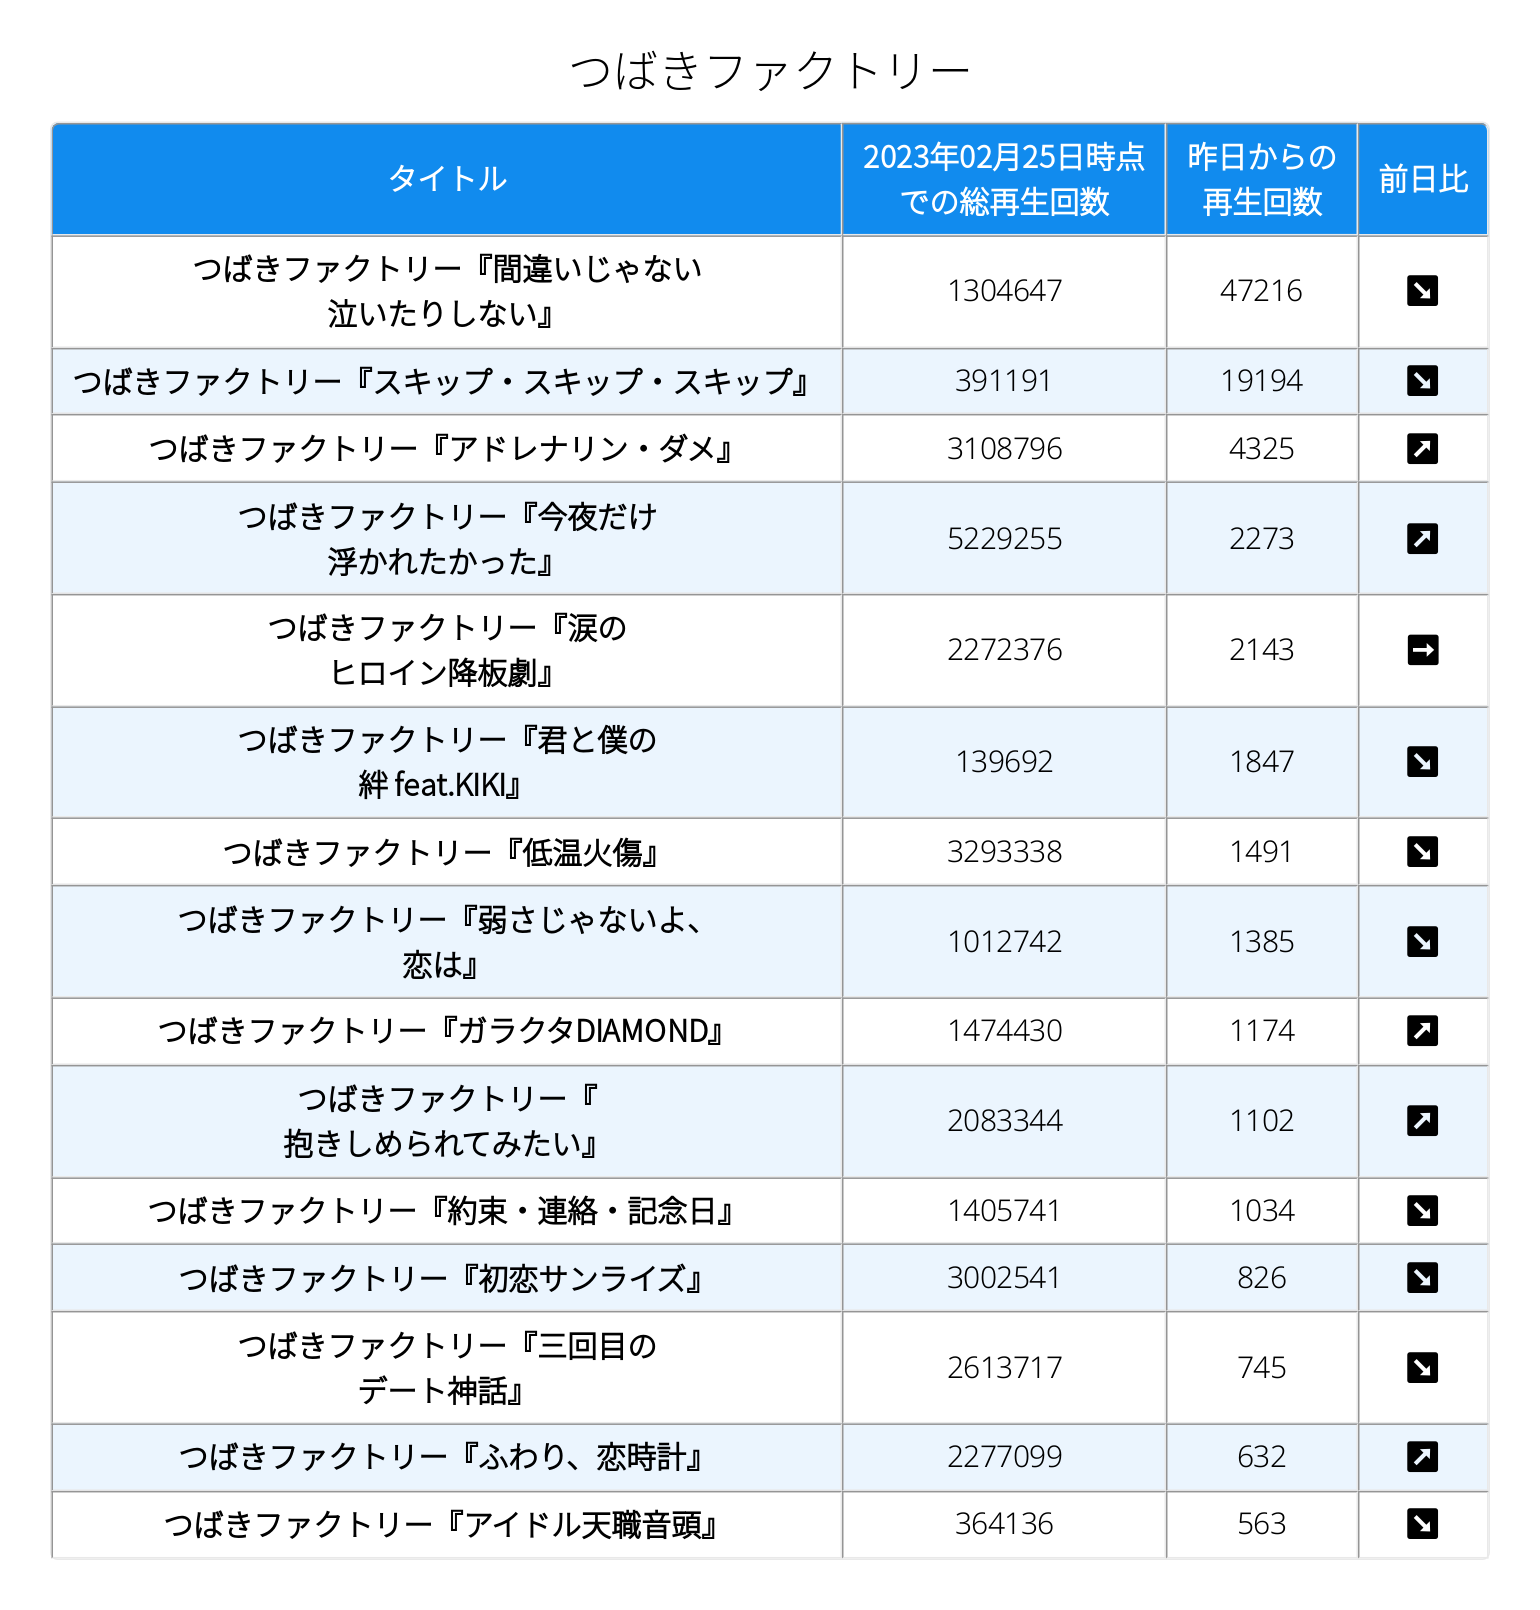 つばきファクトリー
タイトル
2023年02月25日時点
での総再生回数
昨日からの
再生回数
前日比
つばきファクトリー『間違いじゃない
泣いたりしない』
1304647
47216
つばきファクトリー『スキップ・スキップ・スキップ』
391191
19194
つばきファクトリー『アドレナリン・ダメ』
3108796
4325
つばきファクトリー『今夜だけ
浮かれたかった』
5229255
2273
つばきファクトリー『涙の
ヒロイン降板劇』
2272376
2143
つばきファクトリー『君と僕の
絆 feat.KIKI』
139692
1847
つばきファクトリー『低温火傷』
3293338
1491
つばきファクトリー『弱さじゃないよ、
恋は』
1012742
1385
つばきファクトリー『ガラクタDIAMOND』
1474430
1174
つばきファクトリー『
抱きしめられてみたい』
2083344
1102
つばきファクトリー『約束・連絡・記念日』
1405741
1034
つばきファクトリー『初恋サンライズ』
3002541
826
つばきファクトリー『三回目の
デート神話』
2613717
745
つばきファクトリー『ふわり、恋時計』
2277099
632
つばきファクトリー『アイドル天職音頭』
364136
563